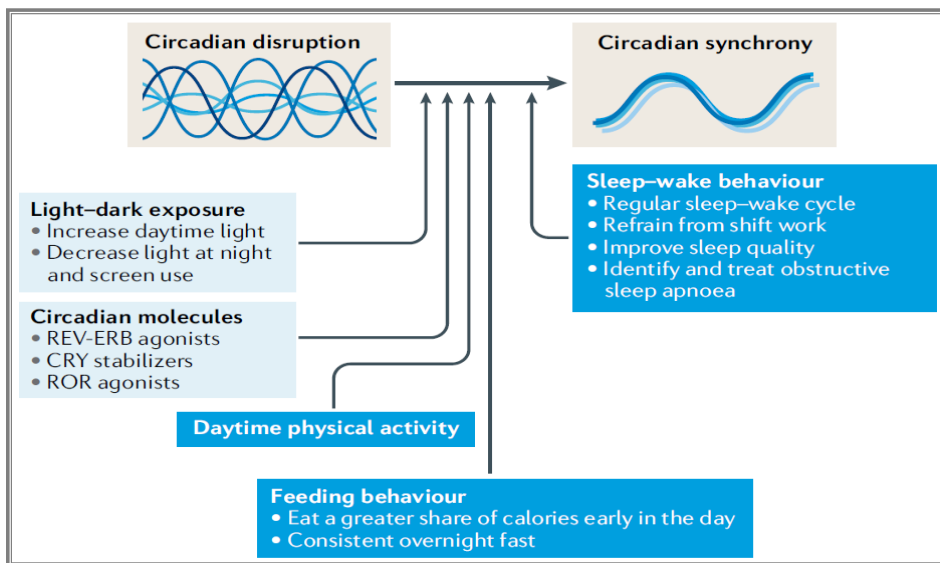 Circadian disruption
Circadian synchrony
Light–dark exposure
• Increase daytime light
• Decrease light at night
and screen use
Circadian molecules
• REV-ERB agonists
• CRY stabilizers
• ROR agonists
Daytime physical activity
Feeding behaviour
• Eat a greater share of calories early in the day
• Consistent overnight fast
Sleep–wake behaviour
• Regular sleep–wake cycle
• Refrain from shift work
• Improve sleep quality
• Identify and treat obstructive
sleep apnoea